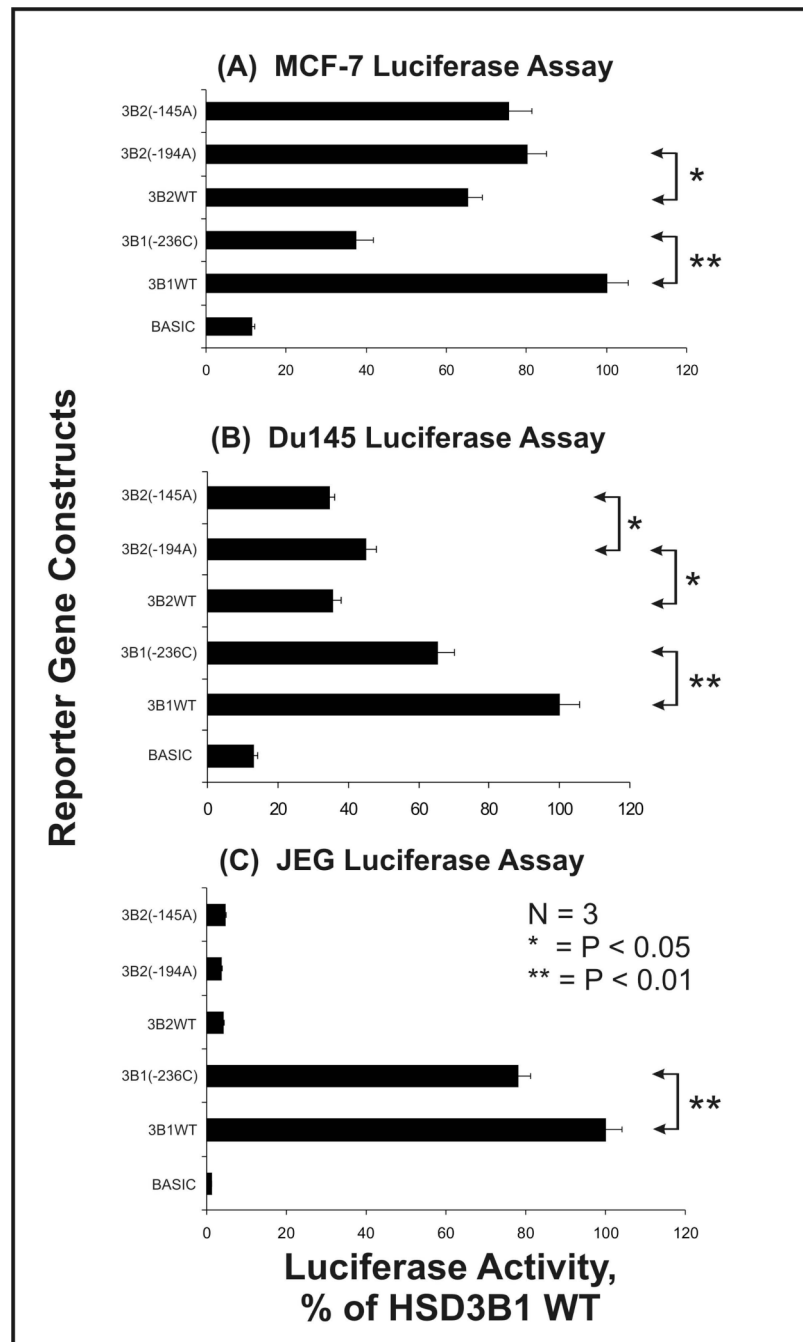 (A) MCF-7 Luciferase Assay
3B2(-145A)
3B2(-194A)
*
3B2WT
3B1(-236C)
**
3B1WT
BASIC
0 20 40 60 80 100 120
(B) Du145 Luciferase Assay
3B2(-145A)
*
3B2(-194A)
*
3B2WT
3B1(-236C)
**
3B1WT
BASIC
0 20 40 60 80 100 120
(C) JEG Luciferase Assay
3B2(-145A)
N = 3
* = P < 0.05
** = P < 0.01
3B2(-194A)
3B2WT
3B1(-236C)
**
3B1WT
BASIC
0 20 40 60 80 100 120
Reporter Gene Constructs
Luciferase Activity,
% of HSD3B1 WT